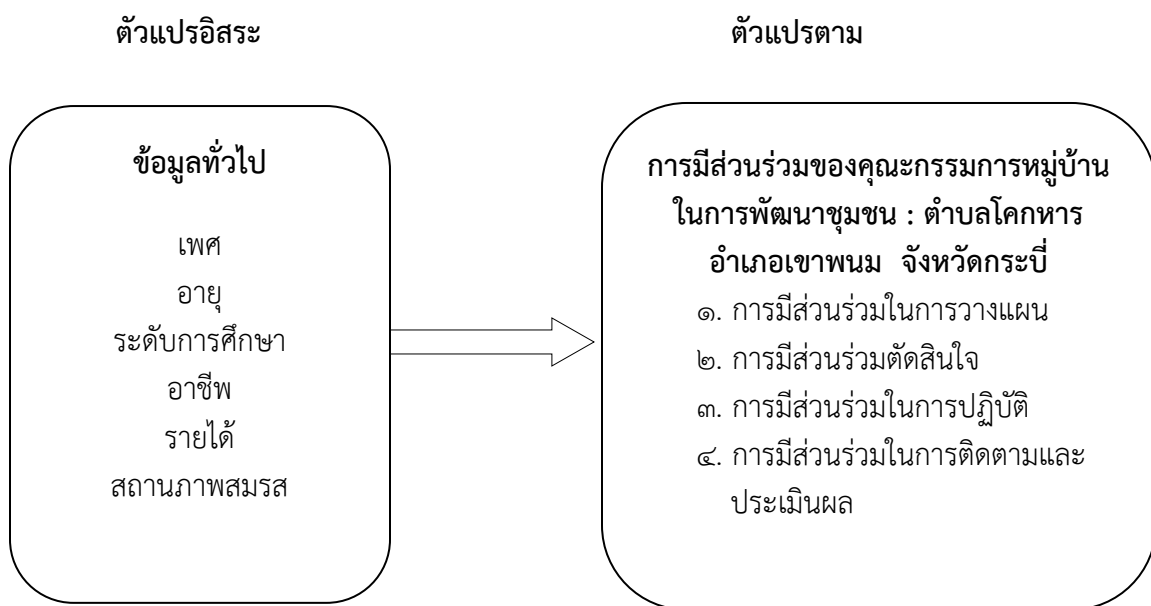 ตัวแปรอิสระ
ตัวแปรตาม
ข้อมูลทั่วไป
เพศ
อายุ
ระดับการศึกษา
อาชีพ
รายได้
สถานภาพสมรส
การมีส่วนร่วมของคุณะกรรมการหมู่บ้าน
ในการพัฒนาชุมชน : ตำบลโคกหาร
อำเภอเขาพนม จังหวัดกระบี่
๑. การมีส่วนร่วมในการวางแผน
๒. การมีส่วนร่วมตัดสินใจ
๓. การมีส่วนร่วมในการปฏิบัติ
๔. การมีส่วนร่วมในการติดตามและ
ประเมินผล